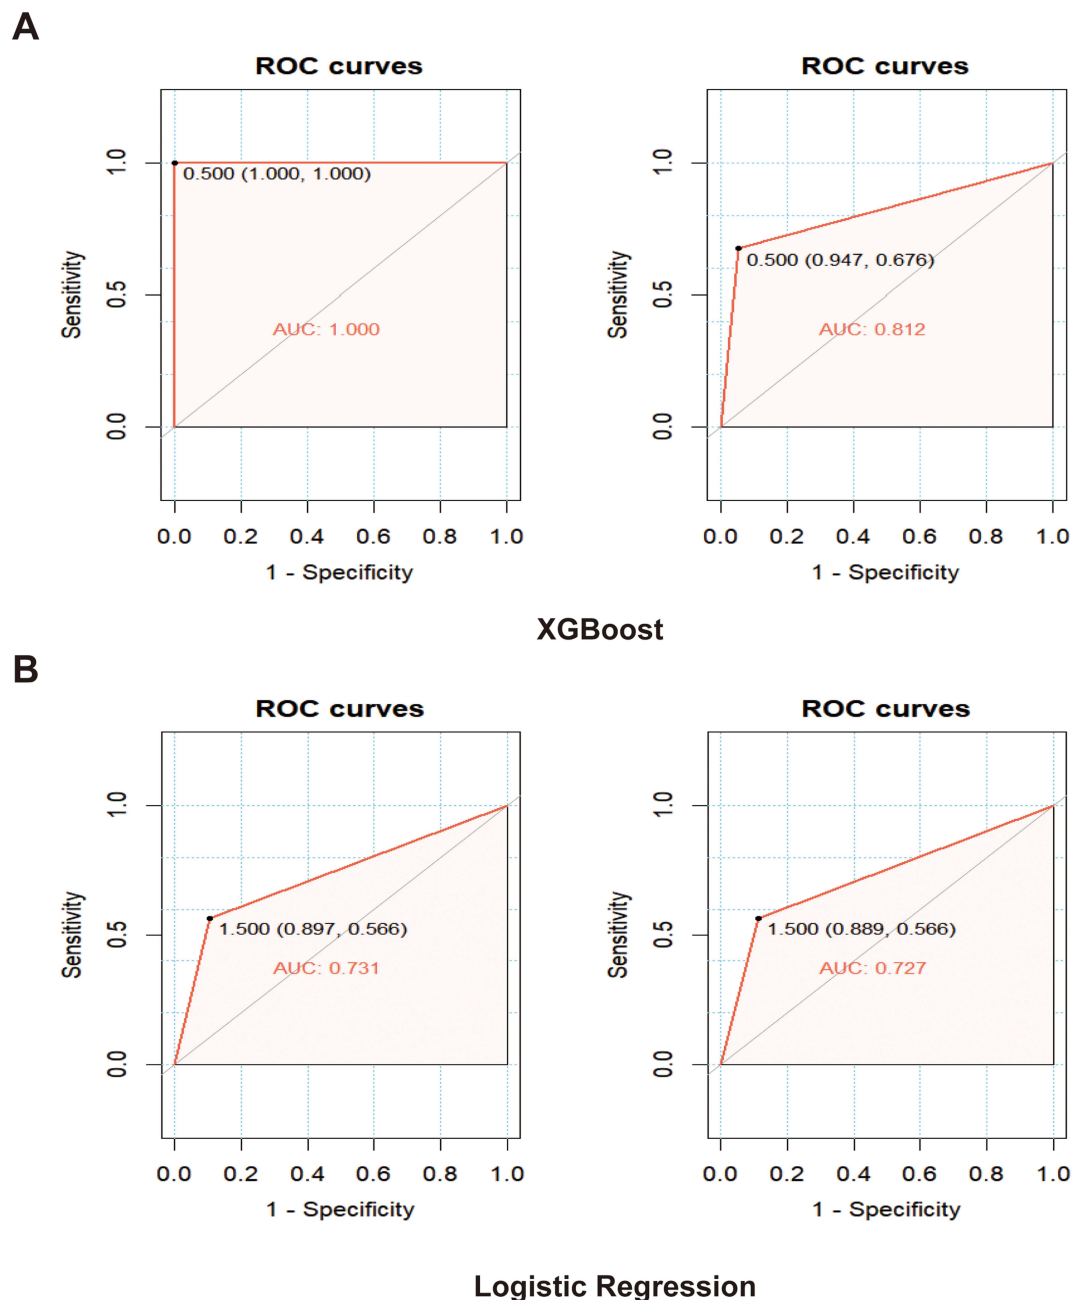 A
ROC curves
1.0
0.5
0.0
Sensitivity
0.500 (1.000, 1.000)
AUC: 1.000
0.0 0.2 0.4 0.6 0.8 1.0
1 - Specificity
ROC curves
1.0
0.5
0.0
Sensitivity
0.500 (0.947, 0.676)
AUC: 0.812
0.0 0.2 0.4 0.6 0.8 1.0
1 - Specificity
XGBoost
B
ROC curves
1.0
0.5
0.0
Sensitivity
1.500 (0.897, 0.566)
AUC: 0.731
0.0 0.2 0.4 0.6 0.8 1.0
1 - Specificity
ROC curves
1.0
0.5
0.0
Sensitivity
1.500 (0.889, 0.566)
AUC: 0.727
0.0 0.2 0.4 0.6 0.8 1.0
1 - Specificity
Logistic Regression